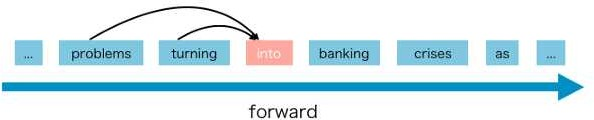 ... problems turning into banking crises as ...
forward